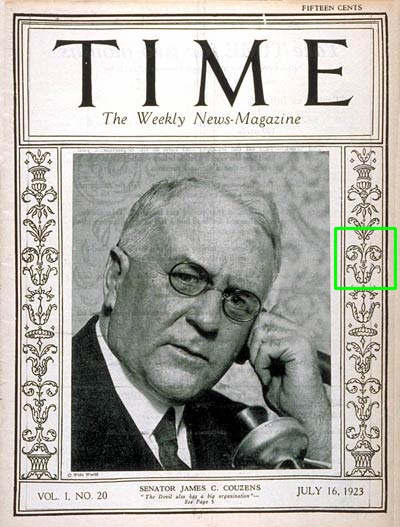 FIFTEEN CENTS
TIME
The Weekly News-Magazine
© Wide World
SENATOR JAMES C. COUZENS
"The Devil also has a big organization"—
See Page 5
VOL. I, NO. 20
JULY 16, 1923